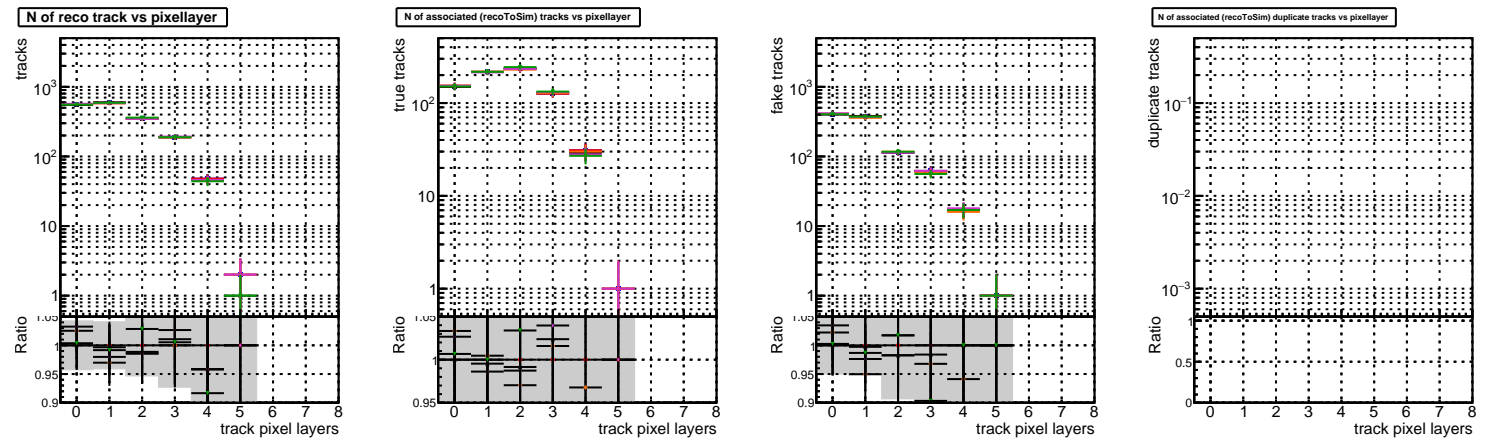 N of reco track vs pixellayer
tracks
10³
10²
10
1
Ratio
1.05
1
0.95
0.9
0 1 2 3 4 5 6 7 8
track pixel layers
N of associated (recoToSim) tracks vs pixellayer
true tracks
10²
10
1
Ratio
1.05
1
0.95
0 1 2 3 4 5 6 7 8
track pixel layers
fake tracks
10³
10²
10
1
Ratio
1.05
1
0.95
0.9
0 1 2 3 4 5 6 7 8
track pixel layers
N of associated (recoToSim) duplicate tracks vs pixellayer
duplicate tracks
10⁻¹
10⁻²
10⁻³
Ratio
1
0.5
0
0 1 2 3 4 5 6 7 8
track pixel layers